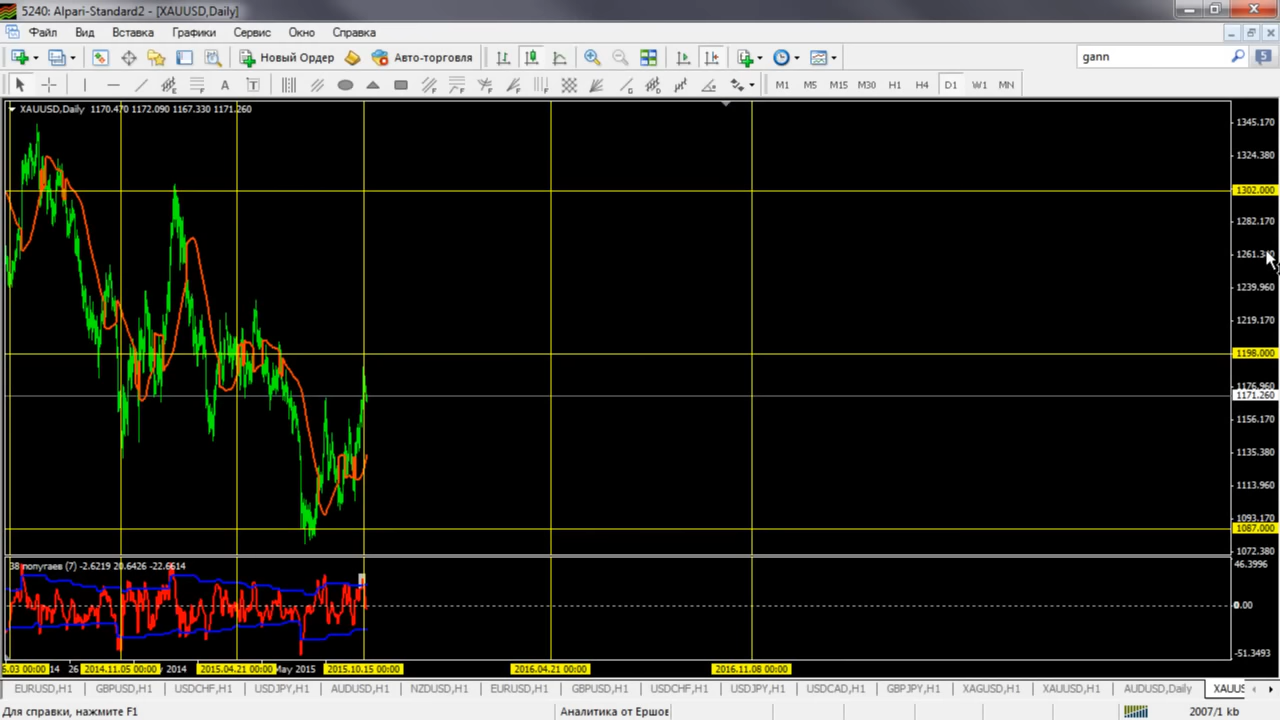 5240: Alpari-Standard2 - [XAUUSD,Daily]
Файл Вид Вставка Графики Сервис Окно Справка
Новый Ордер Авто-торговля gann 5
A T M1 M5 M15 M30 H1 H4 D1 W1 MN
XAUUSD,Daily 1170.470 1172.090 1167.330 1171.260
1345.170
1324.380
1302.000
1282.170
1261.3
1239.960
1219.170
1198.000
1171.260
1156.170
1135.380
1113.960
1093.170
1087.000
1072.380
38 попугаев (7) -2.6219 20.6426 -22.6614
46.3996
0.00
-51.3493
6.03 00:00 14 26 2014.11.05 00:00 2014 2015.04.21 00:00 May 2015 2015.10.15 00:00 2016.04.21 00:00 2016.11.08 00:00
EURUSD,H1 GBPUSD,H1 USDCHF,H1 USDJPY,H1 AUDUSD,H1 NZDUSD,H1 EURUSD,H1 GBPUSD,H1 USDCHF,H1 USDJPY,H1 USDCAD,H1 GBPJPY,H1 XAGUSD,H1 XAUUSD,H1 AUDUSD,Daily XAUUS
Для справки, нажмите F1 Аналитика от Ершов 2007/1 kb